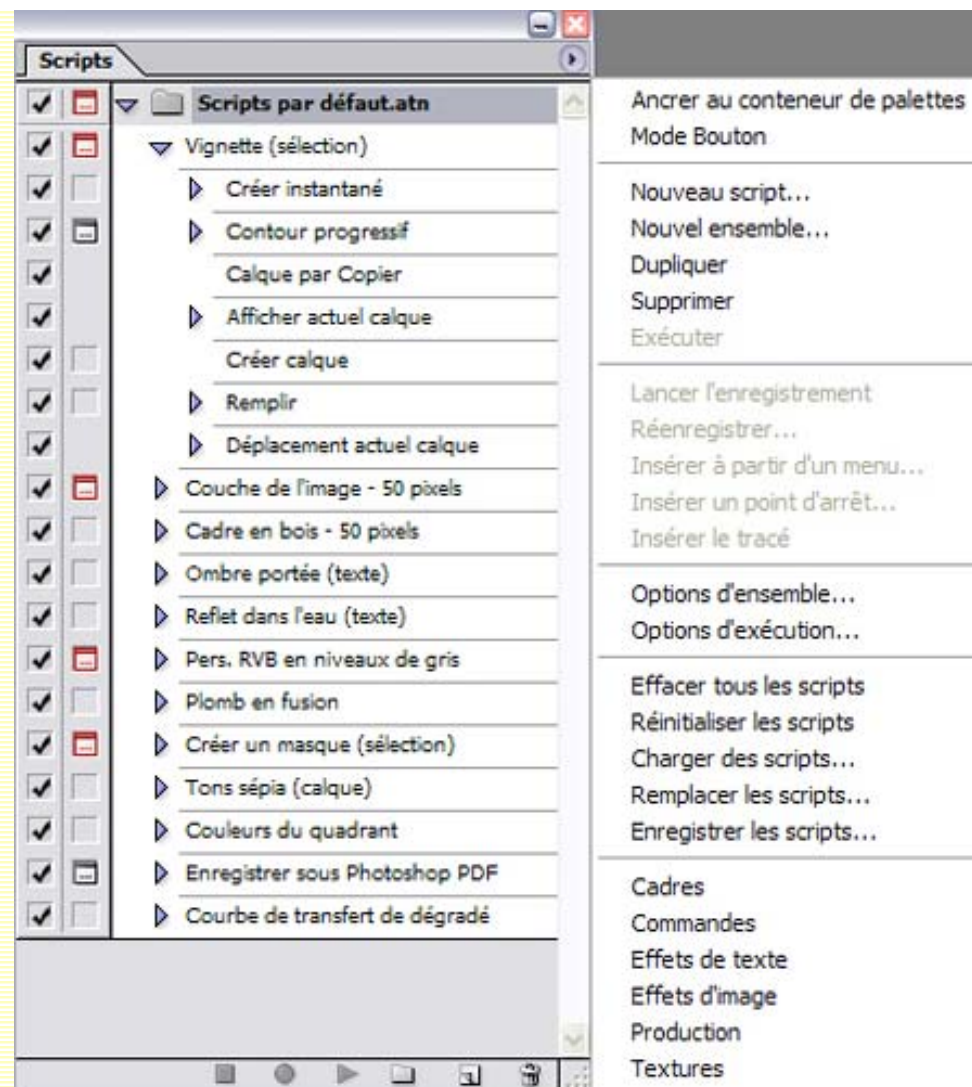 Scripts
Scripts par défaut.atn
Vignette (sélection)
Créer instantané
Contour progressif
Calque par Copier
Afficher actuel calque
Créer calque
Remplir
Déplacement actuel calque
Couche de l'image - 50 pixels
Cadre en bois - 50 pixels
Ombre portée (texte)
Reflet dans l'eau (texte)
Pers. RVB en niveaux de gris
Plomb en fusion
Créer un masque (sélection)
Tons sépia (calque)
Couleurs du quadrant
Enregistrer sous Photoshop PDF
Courbe de transfert de dégradé
Ancrer au conteneur de palettes
Mode Bouton
Nouveau script...
Nouvel ensemble...
Dupliquer
Supprimer
Exécuter
Lancer l'enregistrement
Réenregistrer...
Insérer à partir d'un menu...
Insérer un point d'arrêt...
Insérer le tracé
Options d'ensemble...
Options d'exécution...
Effacer tous les scripts
Réinitialiser les scripts
Charger des scripts...
Remplacer les scripts...
Enregistrer les scripts...
Cadres
Commandes
Effets de texte
Effets d'image
Production
Textures